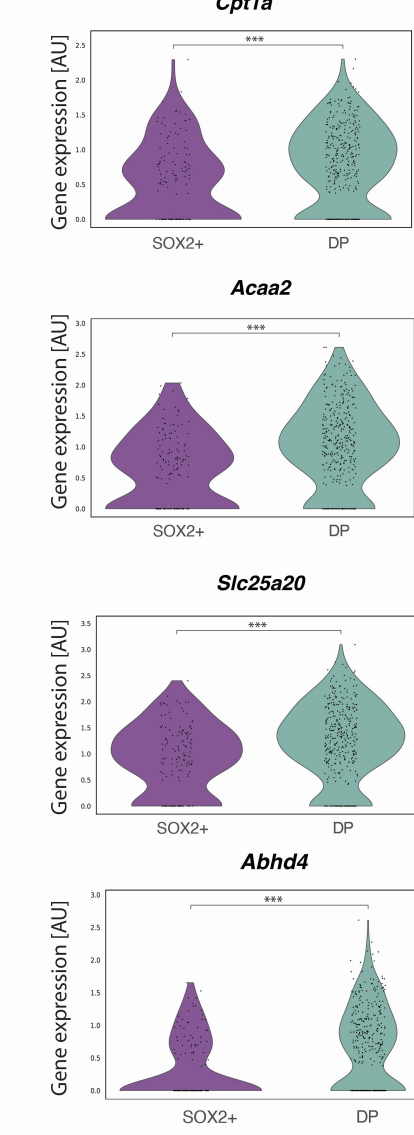 Cpt1a
Gene expression [AU]
2.5
2.0
1.5
1.0
0.5
0.0
***
SOX2+ DP
Acaa2
Gene expression [AU]
3.0
2.5
2.0
1.5
1.0
0.5
0.0
***
SOX2+ DP
Slc25a20
Gene expression [AU]
3.5
3.0
2.5
2.0
1.5
1.0
0.5
0.0
***
SOX2+ DP
Abhd4
Gene expression [AU]
3.0
2.5
2.0
1.5
1.0
0.5
0.0
***
SOX2+ DP